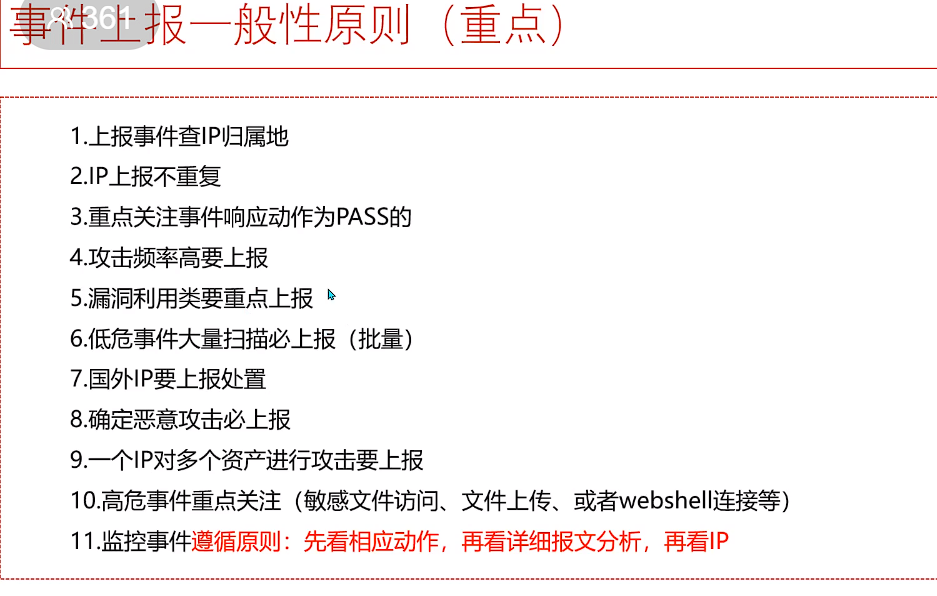 事件上报一般性原则（重点）
361
1.上报事件查IP归属地
2.IP上报不重复
3.重点关注事件响应动作为PASS的
4.攻击频率高要上报
5.漏洞利用类要重点上报
6.低危事件大量扫描必上报（批量）
7.国外IP要上报处置
8.确定恶意攻击必上报
9.一个IP对多个资产进行攻击要上报
10.高危事件重点关注（敏感文件访问、文件上传、或者webshell连接等）
11.监控事件遵循原则：先看相应动作，再看详细报文分析，再看IP